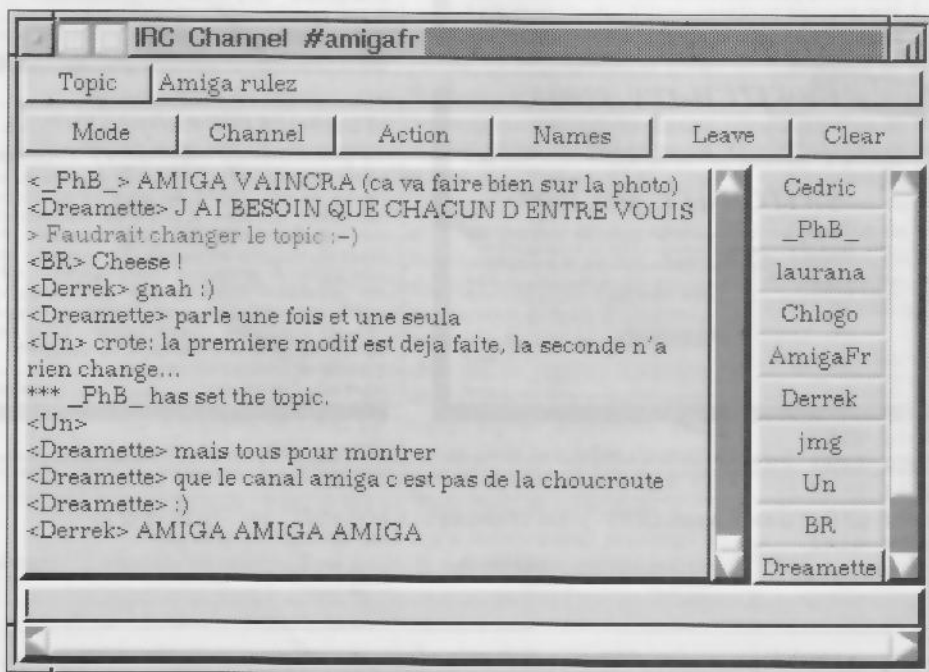 IRC Channel #amigafr
Topic Amiga rulez
Mode Channel Action Names Leave Clear
<_PhB_> AMIGA VAINCRA (ca va faire bien sur la photo)
<Dreamette> J AI BESOIN QUE CHACUN D ENTRE VOUIS
> Faudrait changer le topic :-)
<BR> Cheese !
<Derrek> gnah :)
<Dreamette> parle une fois et une seula
<Un> crote: la premiere modif est deja faite, la seconde n'a
rien change...
*** _PhB_ has set the topic.
<Un>
<Dreamette> mais tous pour montrer
<Dreamette> que le canal amiga c est pas de la choucroute
<Dreamette> :)
<Derrek> AMIGA AMIGA AMIGA
Cedric
_PhB_
laurana
Chlogo
AmigaFr
Derrek
jmg
Un
BR
Dreamette